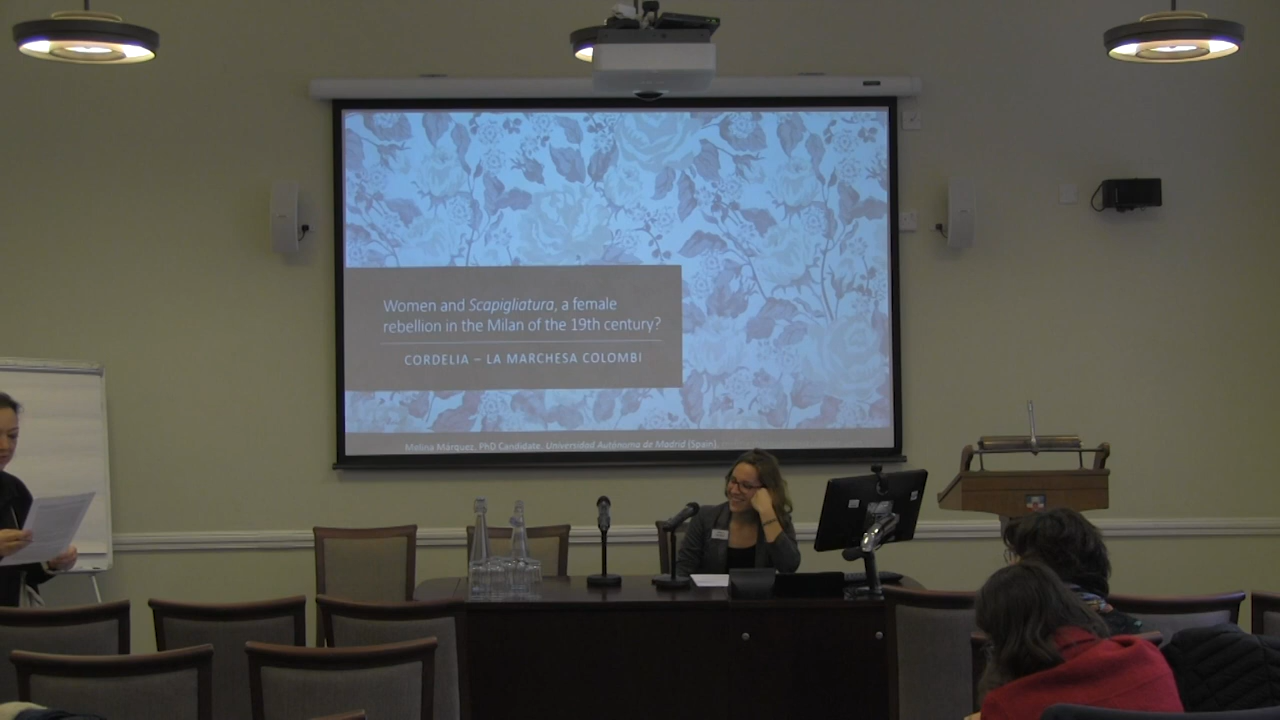 Women and Scapigliatura, a female
rebellion in the Milan of the 19th century?
CORDELIA – LA MARCHESA COLOMBI
Melina Márquez, PhD Candidate, Universidad Autónoma de Madrid (Spain)